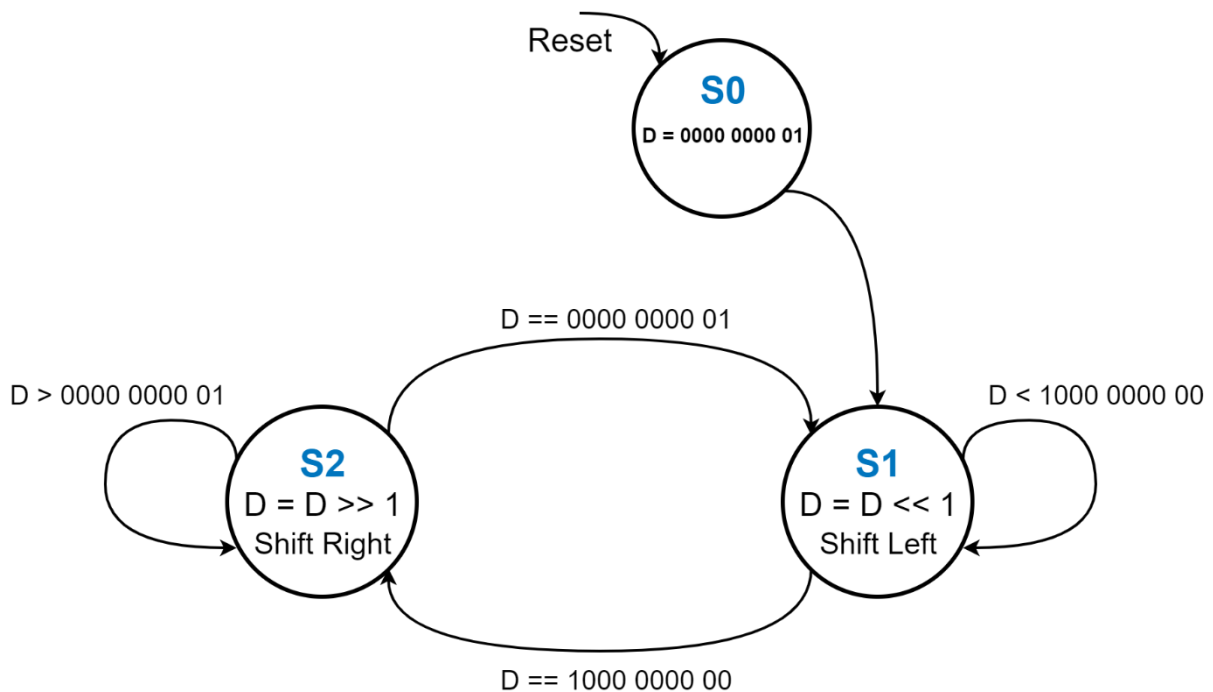 Reset
S0
D = 0000 0000 01
D == 0000 0000 01
D > 0000 0000 01
D < 1000 0000 00
S2
D = D >> 1
Shift Right
S1
D = D << 1
Shift Left
D == 1000 0000 00